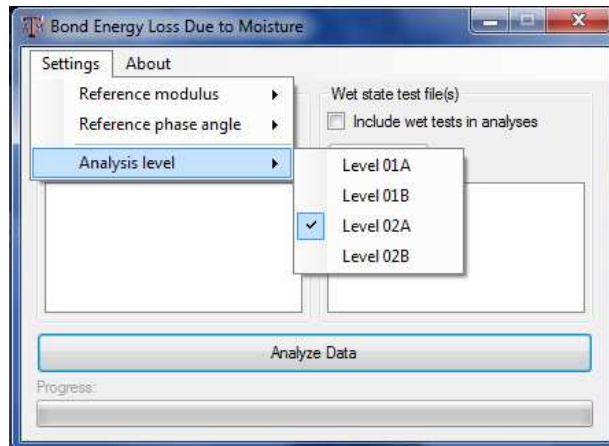 Bond Energy Loss Due to Moisture
Settings About
Reference modulus
Reference phase angle
Analysis level
Wet state test file(s)
Include wet tests in analyses
Level 01A
Level 01B
Level 02A
Level 02B
Analyze Data
Progress: